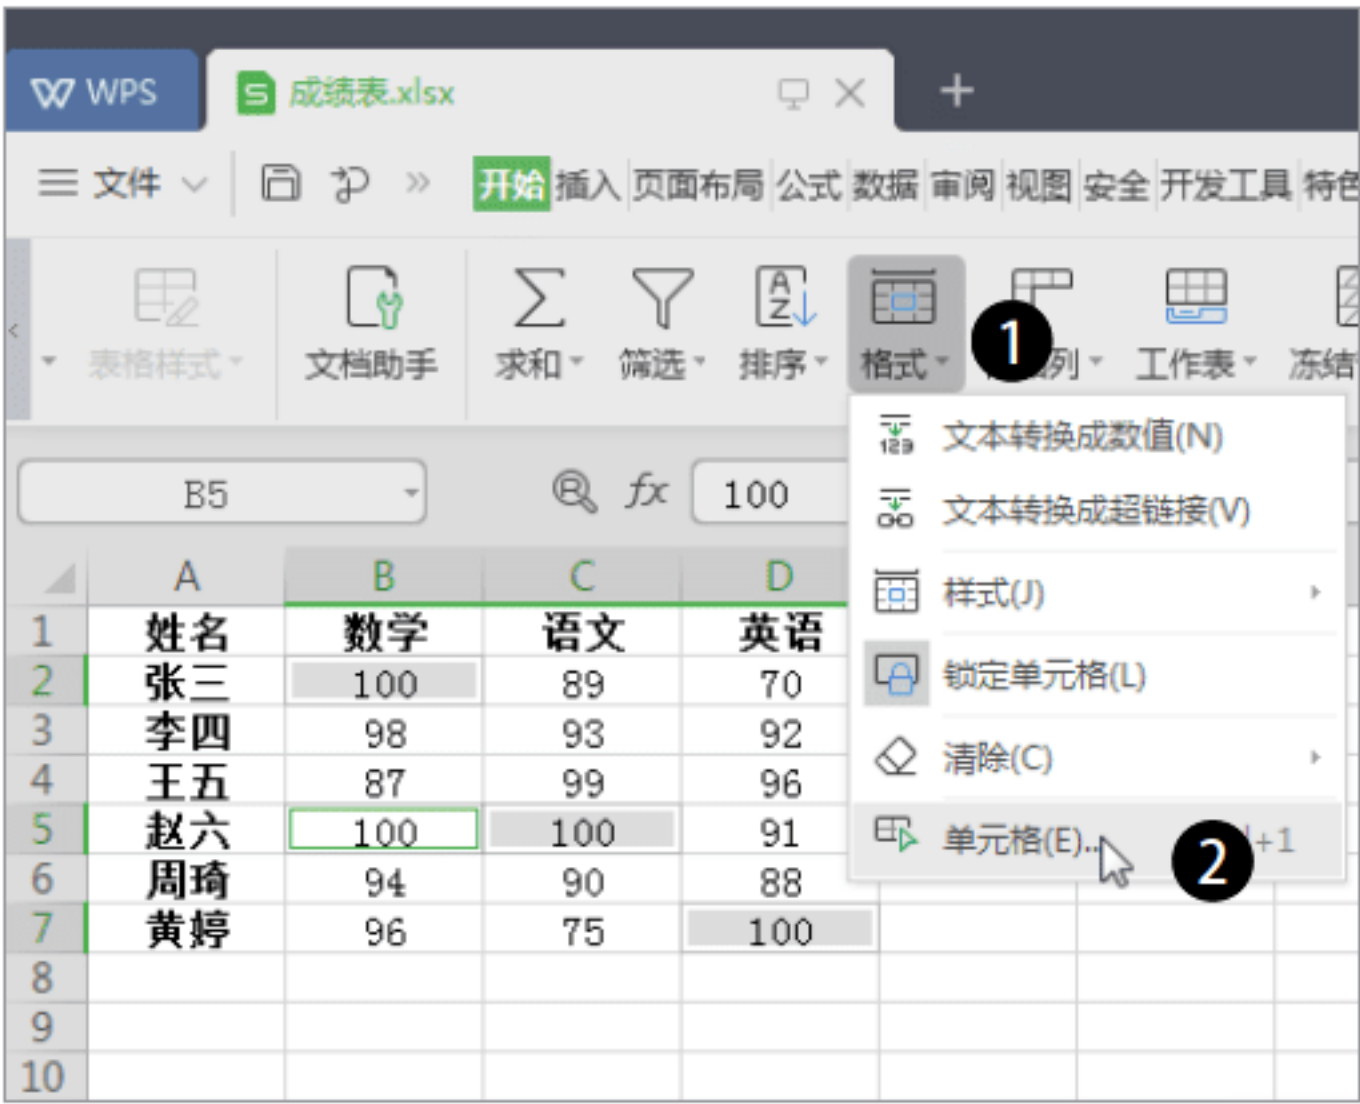 WPS 成绩表.xlsx
文件 开始 插入 页面布局 公式 数据 审阅 视图 安全 开发工具 特色
表格样式 文档助手 求和 筛选 排序 格式 1 列 工作表 冻结
文本转换成数值(N)
B5 fx 100
文本转换成超链接(V)
A B C D
样式(J)
1 姓名 数学 语文 英语
2 张三 100 89 70
锁定单元格(L)
3 李四 98 93 92
清除(C)
4 王五 87 99 96
5 赵六 100 100 91
单元格(E)... 2 +1
6 周琦 94 90 88
7 黄婷 96 75 100
8
9
10